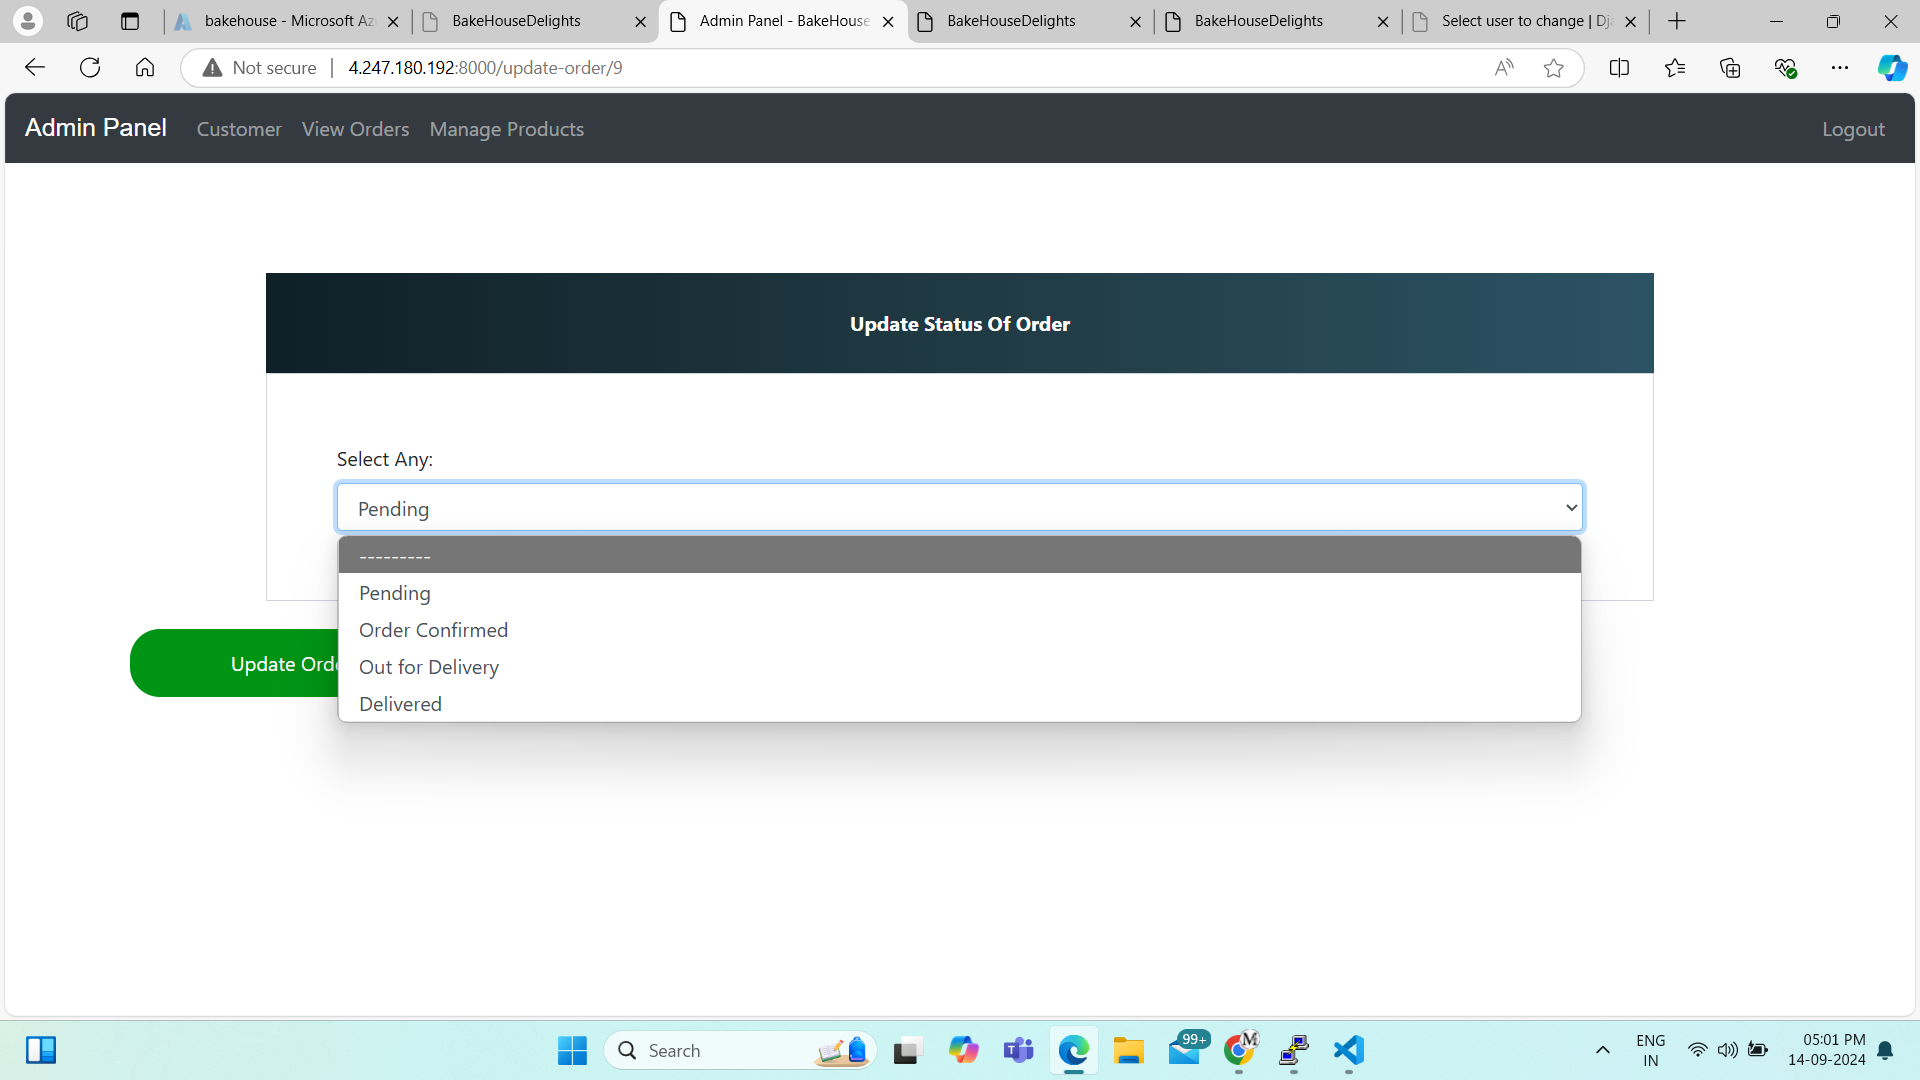 bakehouse - Microsoft Az
BakeHouseDelights
Admin Panel - BakeHouse
BakeHouseDelights
BakeHouseDelights
Select user to change | Dj
Not secure
4.247.180.192:8000/update-order/9
Admin Panel
Customer
View Orders
Manage Products
Logout
Update Status Of Order
Select Any:
Pending
---------
Pending
Order Confirmed
Out for Delivery
Delivered
Update Orde
Search
99+
M
ENG
IN
05:01 PM
14-09-2024